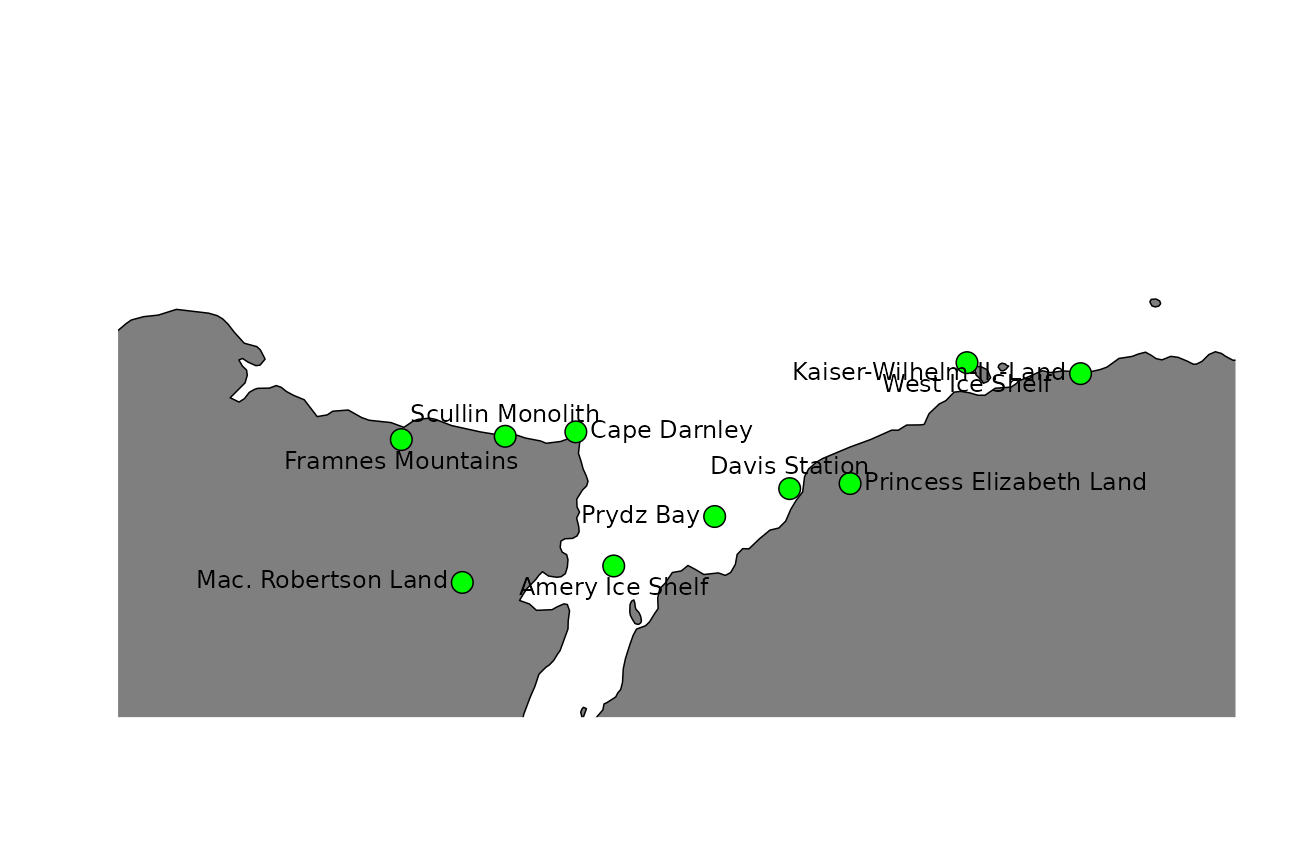 Kaiser-Wilhelm-II.-Land
West Ice Shelf
Scullin Monolith
Cape Darnley
Framnes Mountains
Davis Station
Princess Elizabeth Land
Prydz Bay
Mac. Robertson Land
Amery Ice Shelf